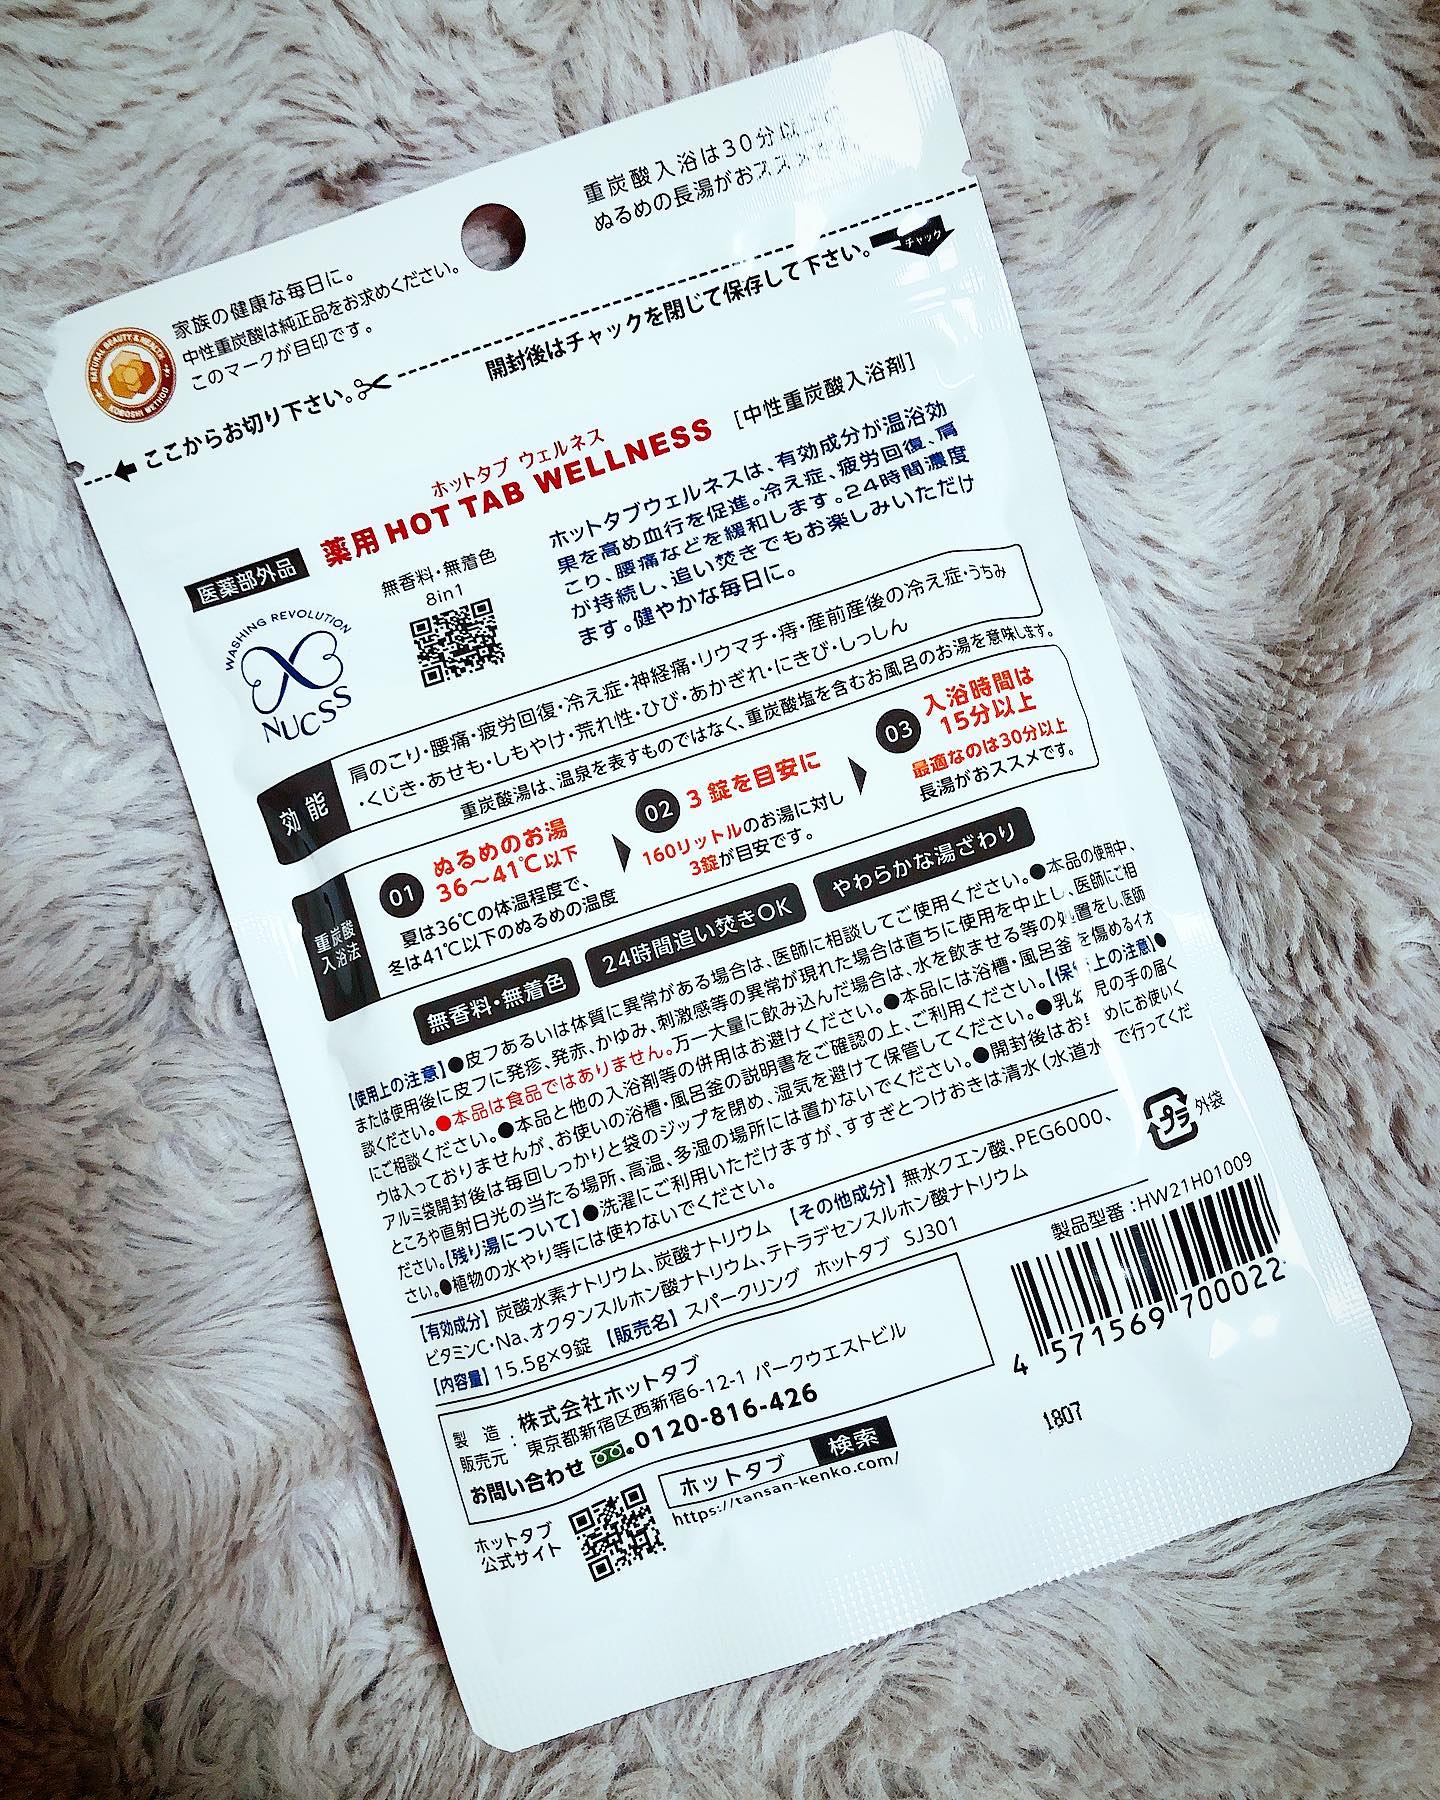 重炭酸入浴は30分以
ぬるめの長湯がおススメ
家族の健康な毎日に。
中性重炭酸は純正品をお求めください。
このマークが目印です。
NATURAL BEAUTY & HEALTH
KOBOSHI METHOD
チャック
開封後はチャックを閉じて保存して下さい。
ここからお切り下さい。
ホットタブ ウェルネス
薬用 HOT TAB WELLNESS [中性重炭酸入浴剤]
医薬部外品
WASHING REVOLUTION
NUCSS
無香料・無着色
8in1
ホットタブウェルネスは、有効成分が温浴効
果を高め血行を促進。冷え症、疲労回復、肩
こり、腰痛などを緩和します。24時間濃度
が持続し、追い焚きでもお楽しみいただけ
ます。健やかな毎日に。
効能
肩のこり・腰痛・疲労回復・冷え症・神経痛・リウマチ・痔・産前産後の冷え症・うちみ
・くじき・あせも・しもやけ・荒れ性・ひび・あかぎれ・にきび・しっしん
重炭酸湯は、温泉を表すものではなく、重炭酸塩を含むお風呂のお湯を意味します。
重炭酸
入浴法
01 ぬるめのお湯
36～41℃以下
夏は36℃の体温程度で、
冬は41℃以下のぬるめの温度
02 3錠を目安に
160リットルのお湯に対し
3錠が目安です。
03 入浴時間は
15分以上
最適なのは30分以上
長湯がおススメです。
無香料・無着色
24時間追い焚きOK
やわらかな湯ざわり
【使用上の注意】●皮フあるいは体質に異常がある場合は、医師に相談してご使用ください。●本品の使用中、
または使用後に皮フに発疹、発赤、かゆみ、刺激感等の異常が現れた場合は直ちに使用を中止し、医師にご相
談ください。●本品は食品ではありません。万一大量に飲み込んだ場合は、水を飲ませる等の処置をし、医師
にご相談ください。●本品と他の入浴剤等の併用はお避けください。●本品には浴槽・風呂釜を傷めるイオ
ウは入っておりませんが、お使いの浴槽・風呂釜の説明書をご確認の上、ご利用ください。【保管上の注意】●
アルミ袋開封後は毎回しっかりと袋のジップを閉め、湿気を避けて保管してください。●乳幼児の手の届く
ところや直射日光の当たる場所、高温、多湿の場所には置かないでください。●開封後はお早めにお使いく
ださい。【残り湯について】●洗濯にご利用いただけますが、すすぎとつけおきは清水（水道水）で行ってくだ
さい。●植物の水やり等には使わないでください。
【有効成分】炭酸水素ナトリウム、炭酸ナトリウム 【その他成分】無水クエン酸、PEG6000、
ビタミンC・Na、オクタンスルホン酸ナトリウム、テトラデセンスルホン酸ナトリウム
【内容量】15.5g×9錠 【販売名】スパークリング ホットタブ SJ301
プラ 外袋
製品型番：HW21H01009
4 571569 700022
1807
製造
販売元 : 株式会社ホットタブ
東京都新宿区西新宿6-12-1 パークウエストビル
お問い合わせ 0120-816-426
ホットタブ
公式サイト
ホットタブ 検索
https://tansan-kenko.com/